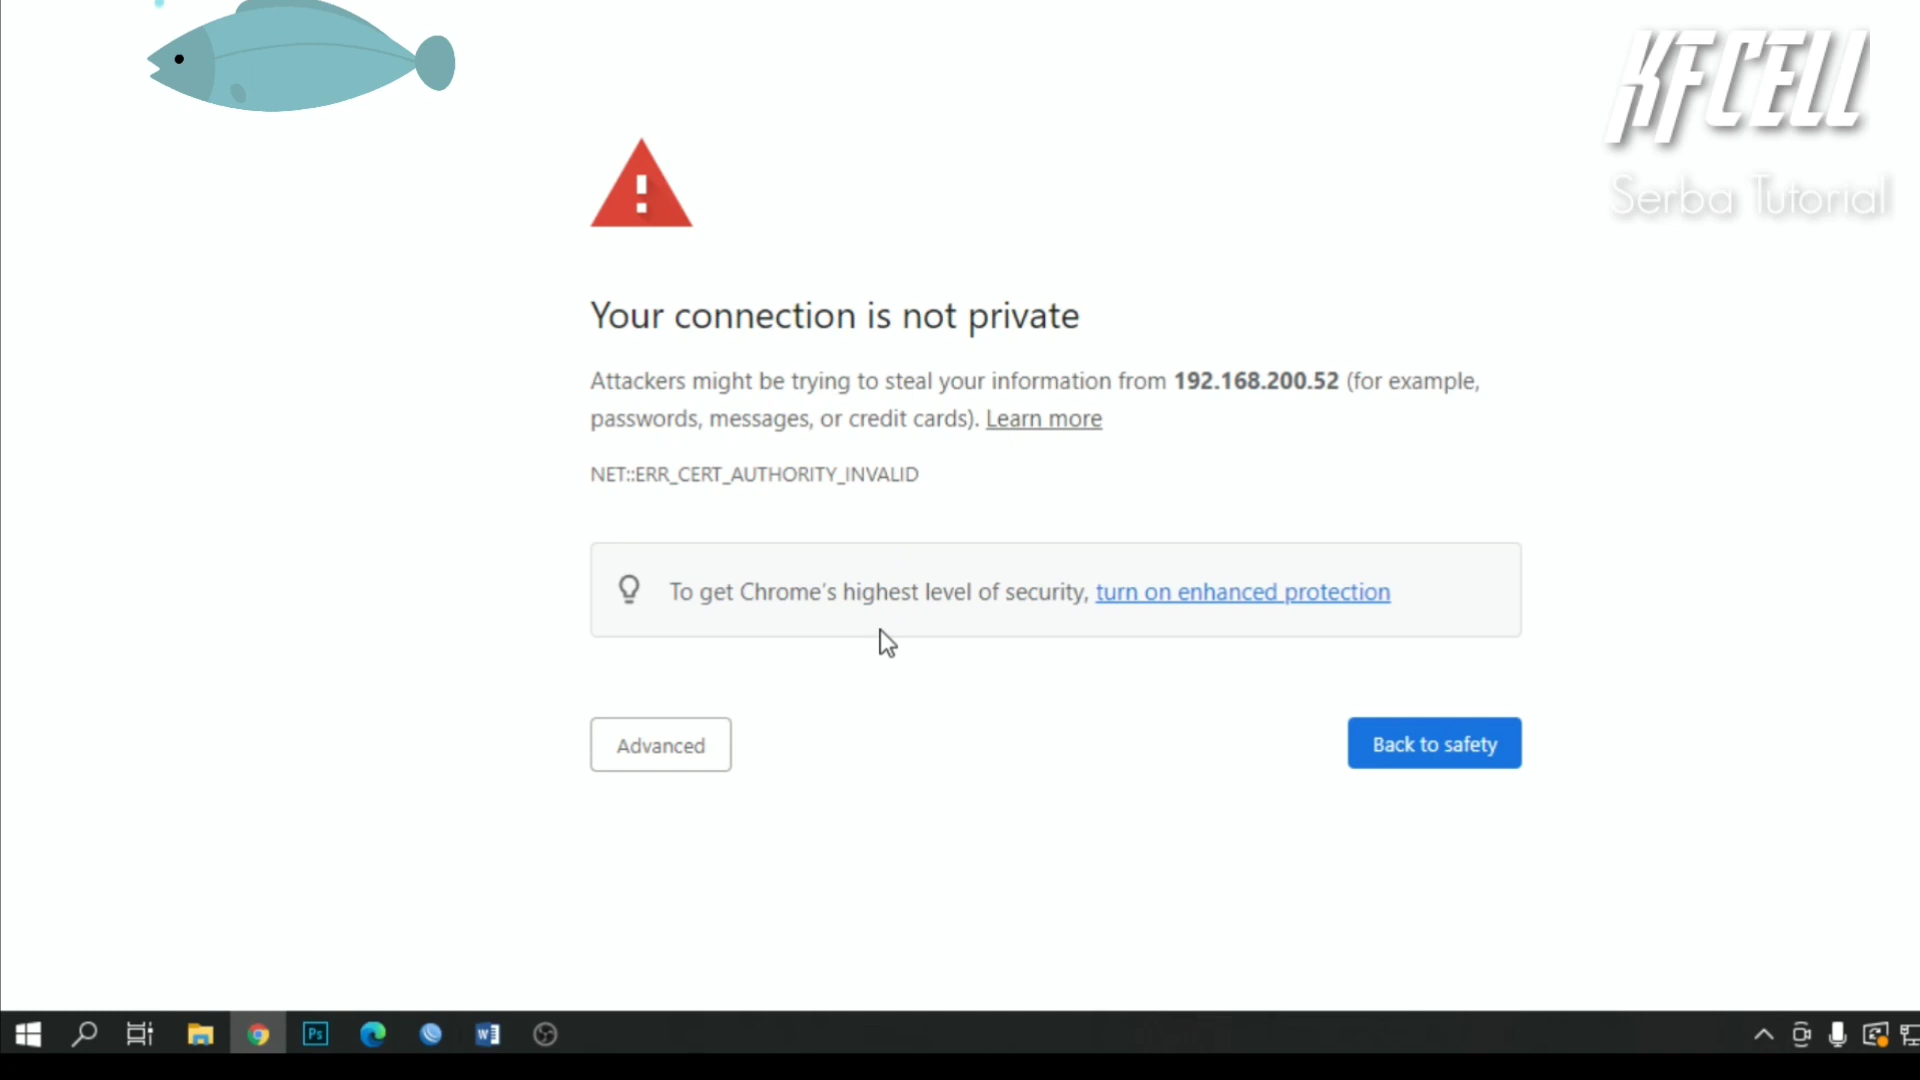 KFCELL
Serba Tutorial
Your connection is not private
Attackers might be trying to steal your information from 192.168.200.52 (for example,
passwords, messages, or credit cards). Learn more
NET::ERR_CERT_AUTHORITY_INVALID
To get Chrome's highest level of security, turn on enhanced protection
Advanced
Back to safety
Ps
W